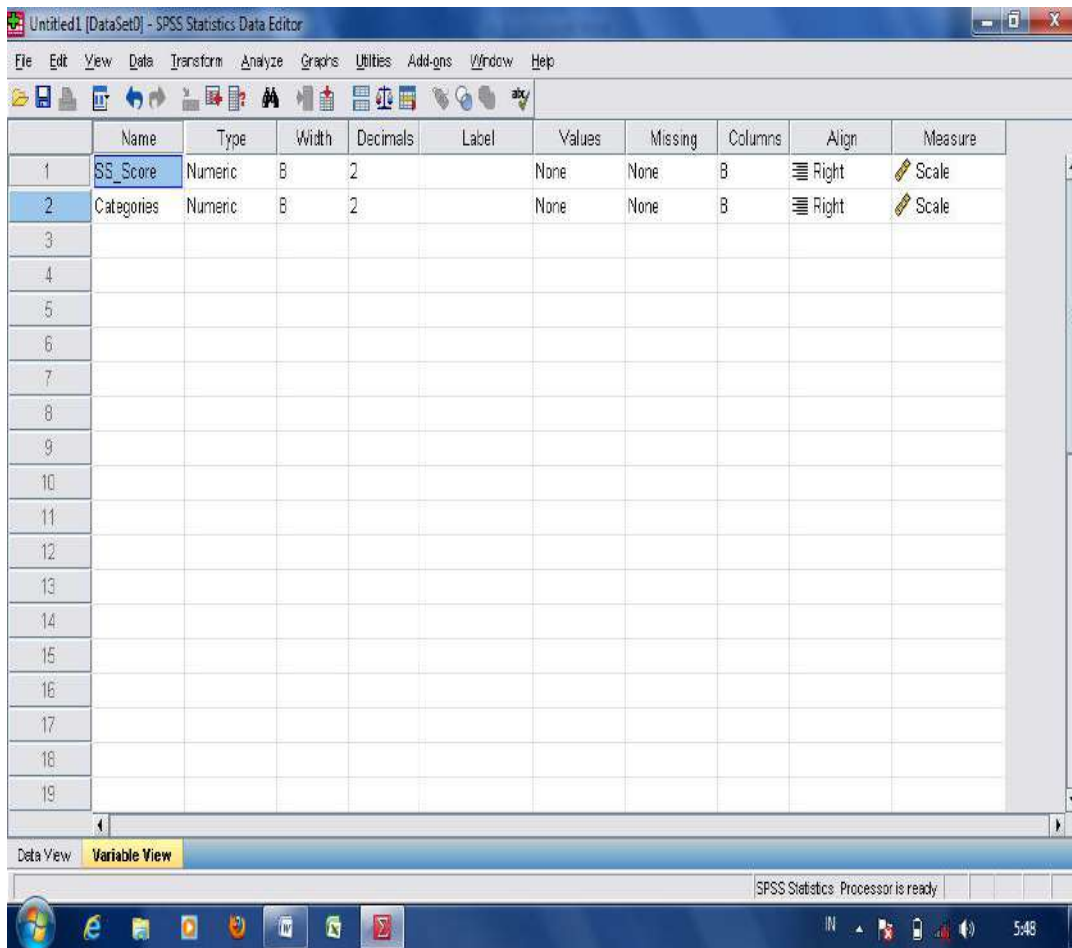 Untitled1 [DataSet0] - SPSS Statistics Data Editor
File Edit View Data Transform Analyze Graphs Utilities Add-ons Window Help
Name Type Width Decimals Label Values Missing Columns Align Measure
1 SS_Score Numeric 8 2 None None 8 Right Scale
2 Categories Numeric 8 2 None None 8 Right Scale
3
4
5
6
7
8
9
10
11
12
13
14
15
16
17
18
19
Data View Variable View
SPSS Statistics Processor is ready
IN 5:48